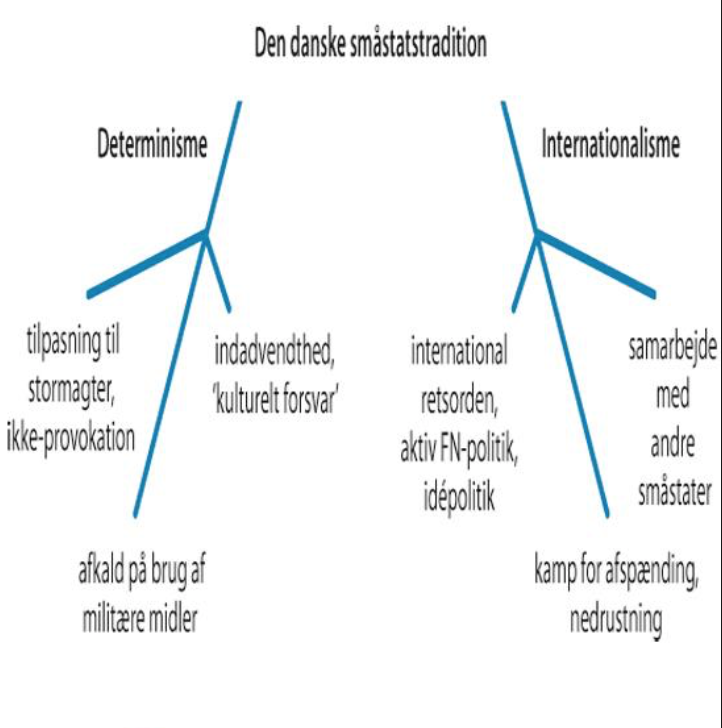 Den danske småstatstradition
Determinisme
tilpasning til
stormagter,
ikke-provokation
indadvendthed,
'kulturelt forsvar'
afkald på brug af
militære midler
Internationalisme
international
retsorden,
aktiv FN-politik,
idépolitik
samarbejde
med
andre
småstater
kamp for afspænding,
nedrustning